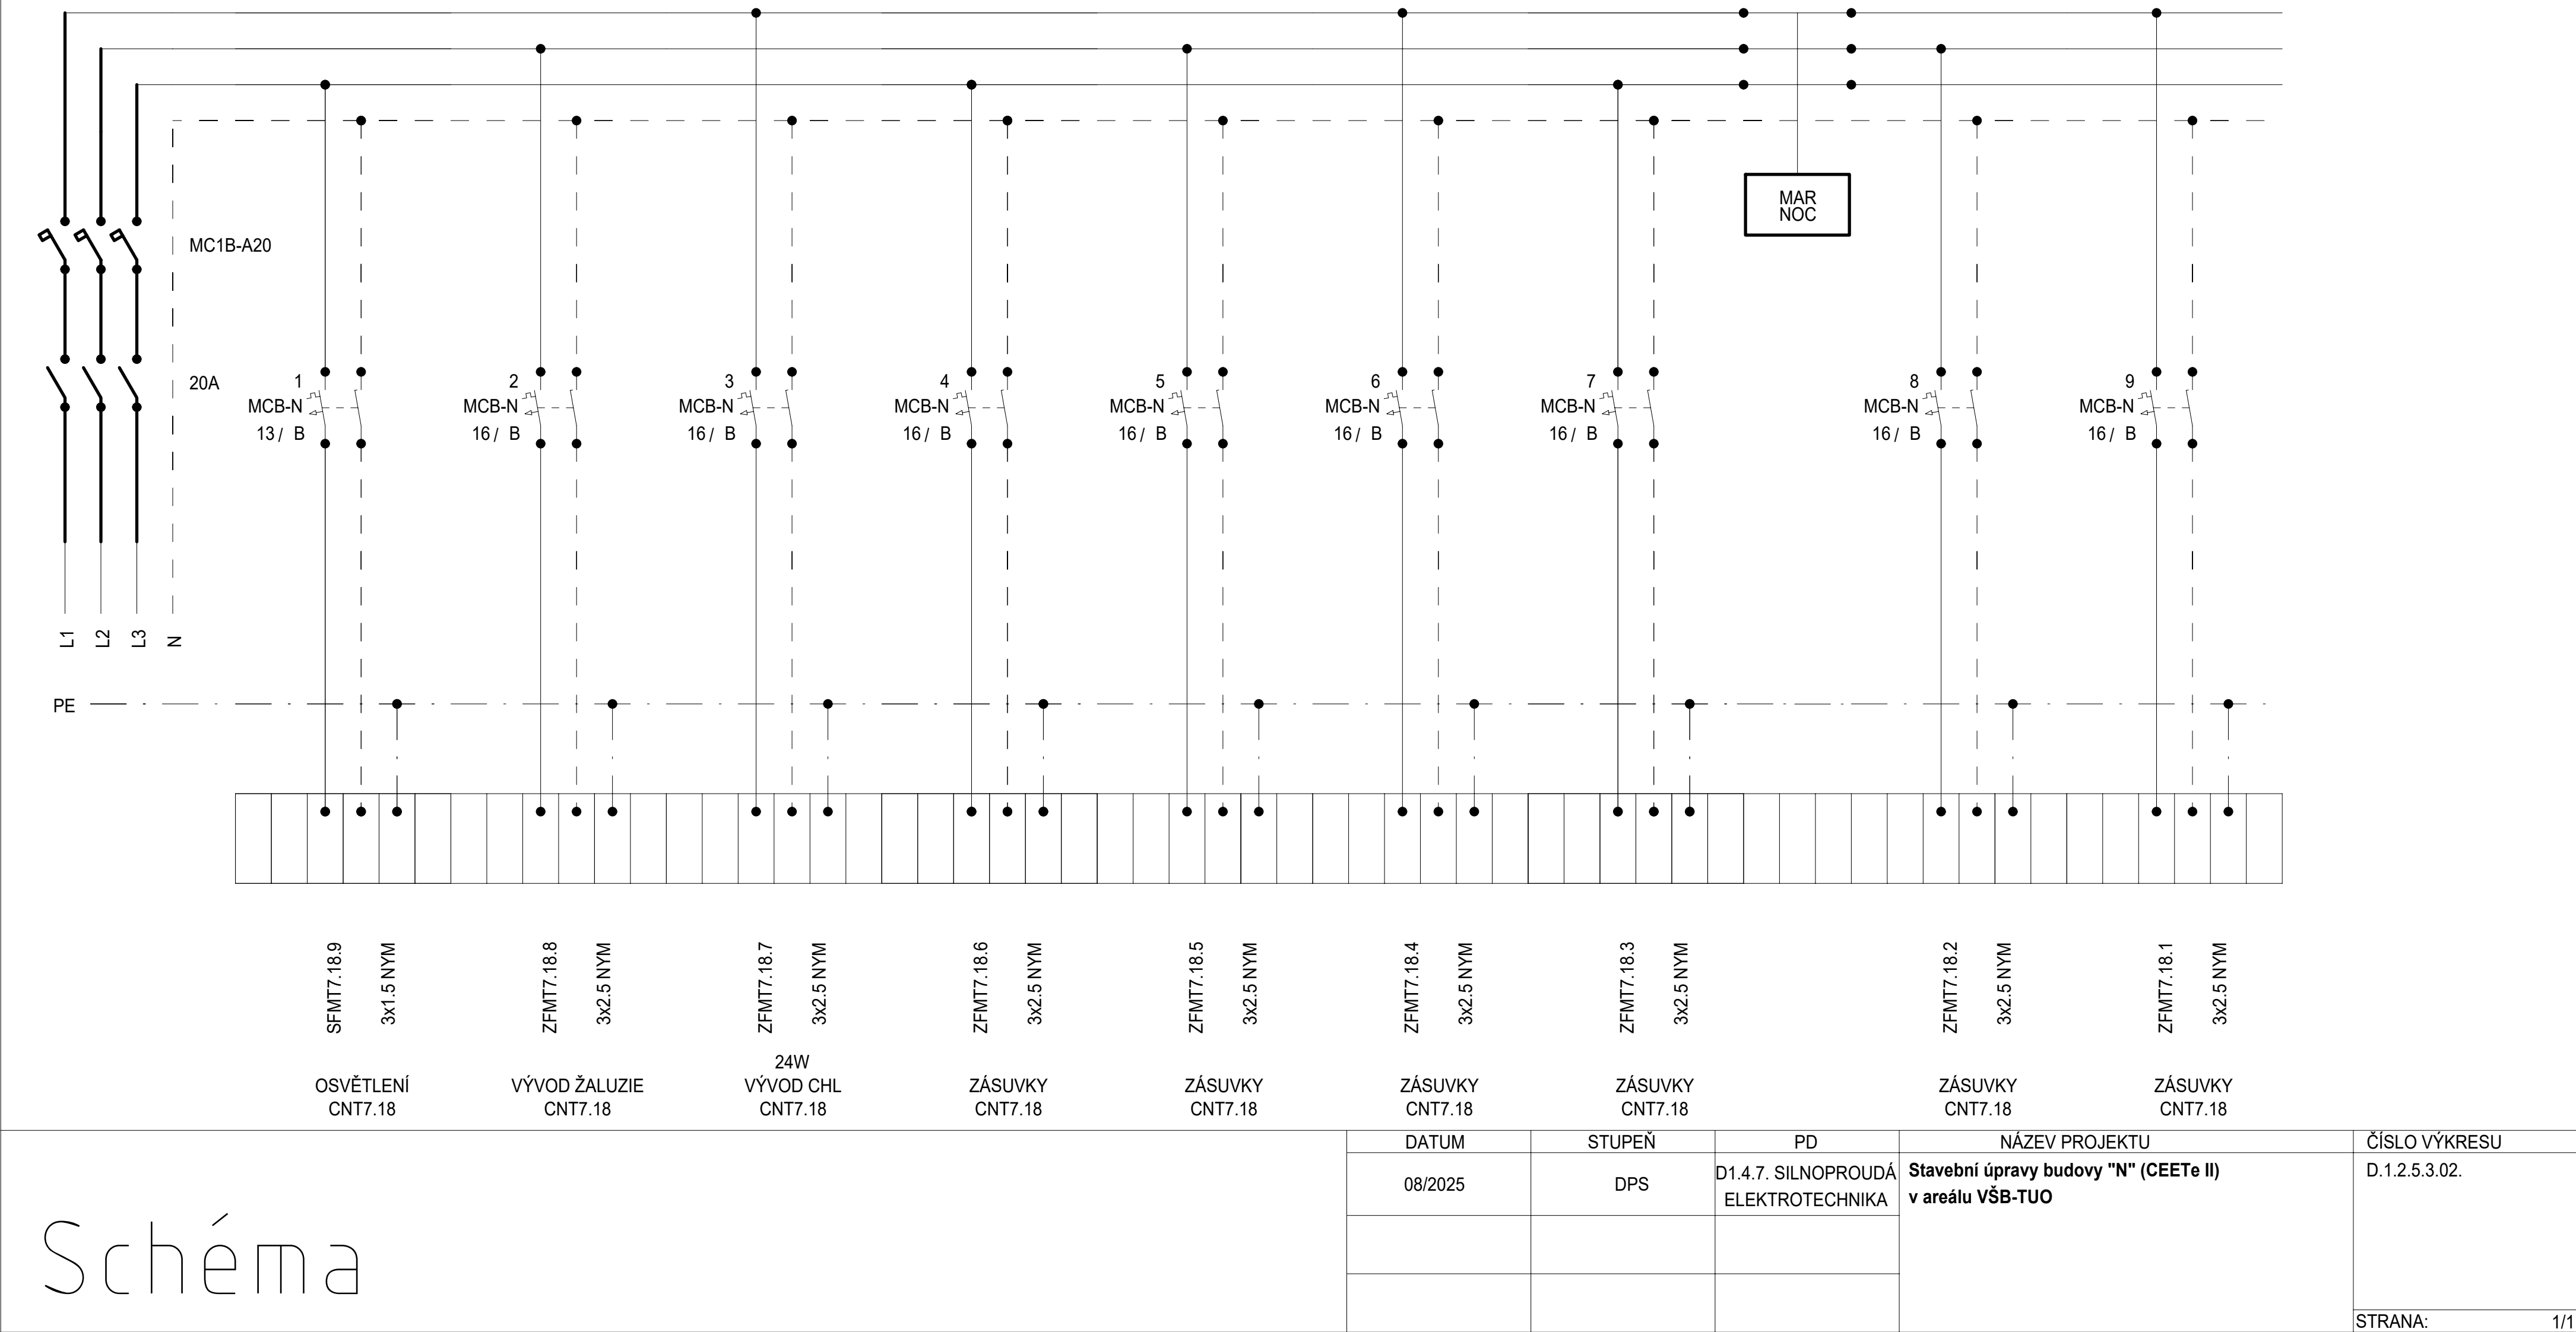 MAR
NOC
MC1B-A20
20A
1
MCB-N
13 / B
2
MCB-N
16 / B
3
MCB-N
16 / B
4
MCB-N
16 / B
5
MCB-N
16 / B
6
MCB-N
16 / B
7
MCB-N
16 / B
8
MCB-N
16 / B
9
MCB-N
16 / B
L1
L2
L3
N
PE
SFMT7.18.9
3x1.5 NYM
OSVĚTLENÍ
CNT7.18
ZFMT7.18.8
3x2.5 NYM
VÝVOD ŽALUZIE
CNT7.18
ZFMT7.18.7
3x2.5 NYM
24W
VÝVOD CHL
CNT7.18
ZFMT7.18.6
3x2.5 NYM
ZÁSUVKY
CNT7.18
ZFMT7.18.5
3x2.5 NYM
ZÁSUVKY
CNT7.18
ZFMT7.18.4
3x2.5 NYM
ZÁSUVKY
CNT7.18
ZFMT7.18.3
3x2.5 NYM
ZÁSUVKY
CNT7.18
ZFMT7.18.2
3x2.5 NYM
ZÁSUVKY
CNT7.18
ZFMT7.18.1
3x2.5 NYM
ZÁSUVKY
CNT7.18
Schéma
DATUM
08/2025
STUPEŇ
DPS
PD
D1.4.7. SILNOPROUDÁ
ELEKTROTECHNIKA
NÁZEV PROJEKTU
Stavební úpravy budovy "N" (CEETe II)
v areálu VŠB-TUO
ČÍSLO VÝKRESU
D.1.2.5.3.02.
STRANA: 1/1